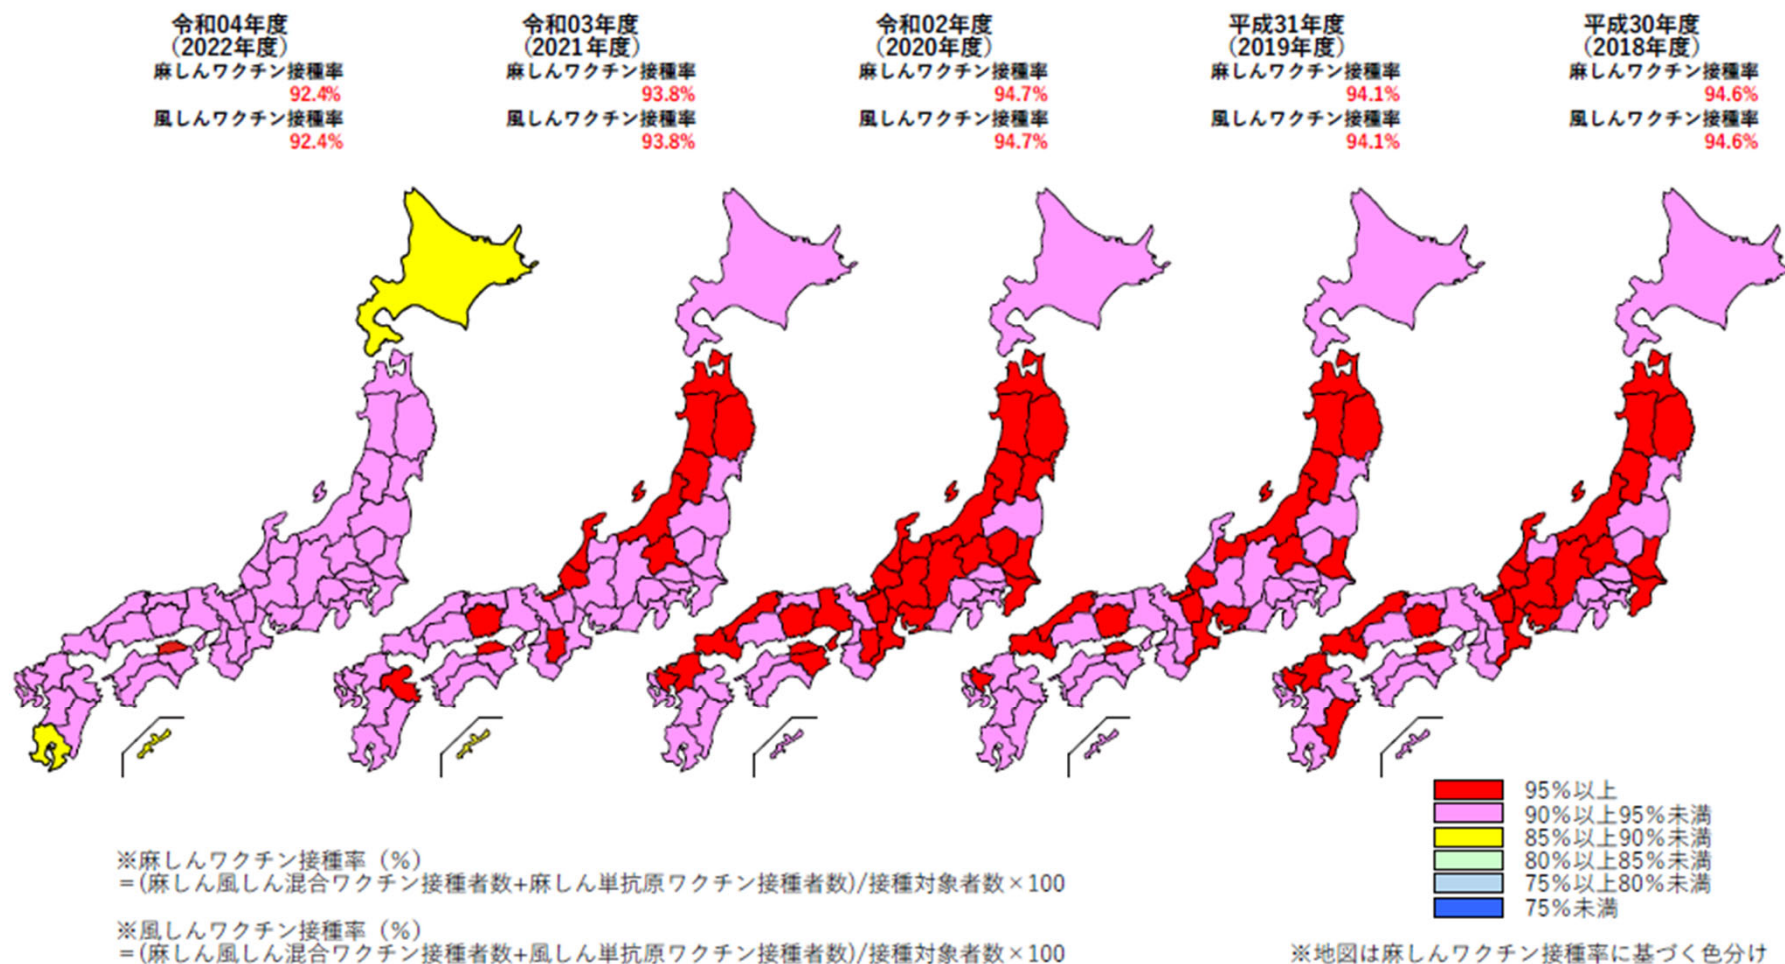 令和04年度
（2022年度）
麻しんワクチン接種率
92.4%
風しんワクチン接種率
92.4%
令和03年度
（2021年度）
麻しんワクチン接種率
93.8%
風しんワクチン接種率
93.8%
令和02年度
（2020年度）
麻しんワクチン接種率
94.7%
風しんワクチン接種率
94.7%
平成31年度
（2019年度）
麻しんワクチン接種率
94.1%
風しんワクチン接種率
94.1%
平成30年度
（2018年度）
麻しんワクチン接種率
94.6%
風しんワクチン接種率
94.6%
95%以上
90%以上95%未満
85%以上90%未満
80%以上85%未満
75%以上80%未満
75%未満
※麻しんワクチン接種率（%）
＝(麻しん風しん混合ワクチン接種者数+麻しん単抗原ワクチン接種者数)/接種対象者数×100
※風しんワクチン接種率（%）
＝(麻しん風しん混合ワクチン接種者数+風しん単抗原ワクチン接種者数)/接種対象者数×100
※地図は麻しんワクチン接種率に基づく色分け